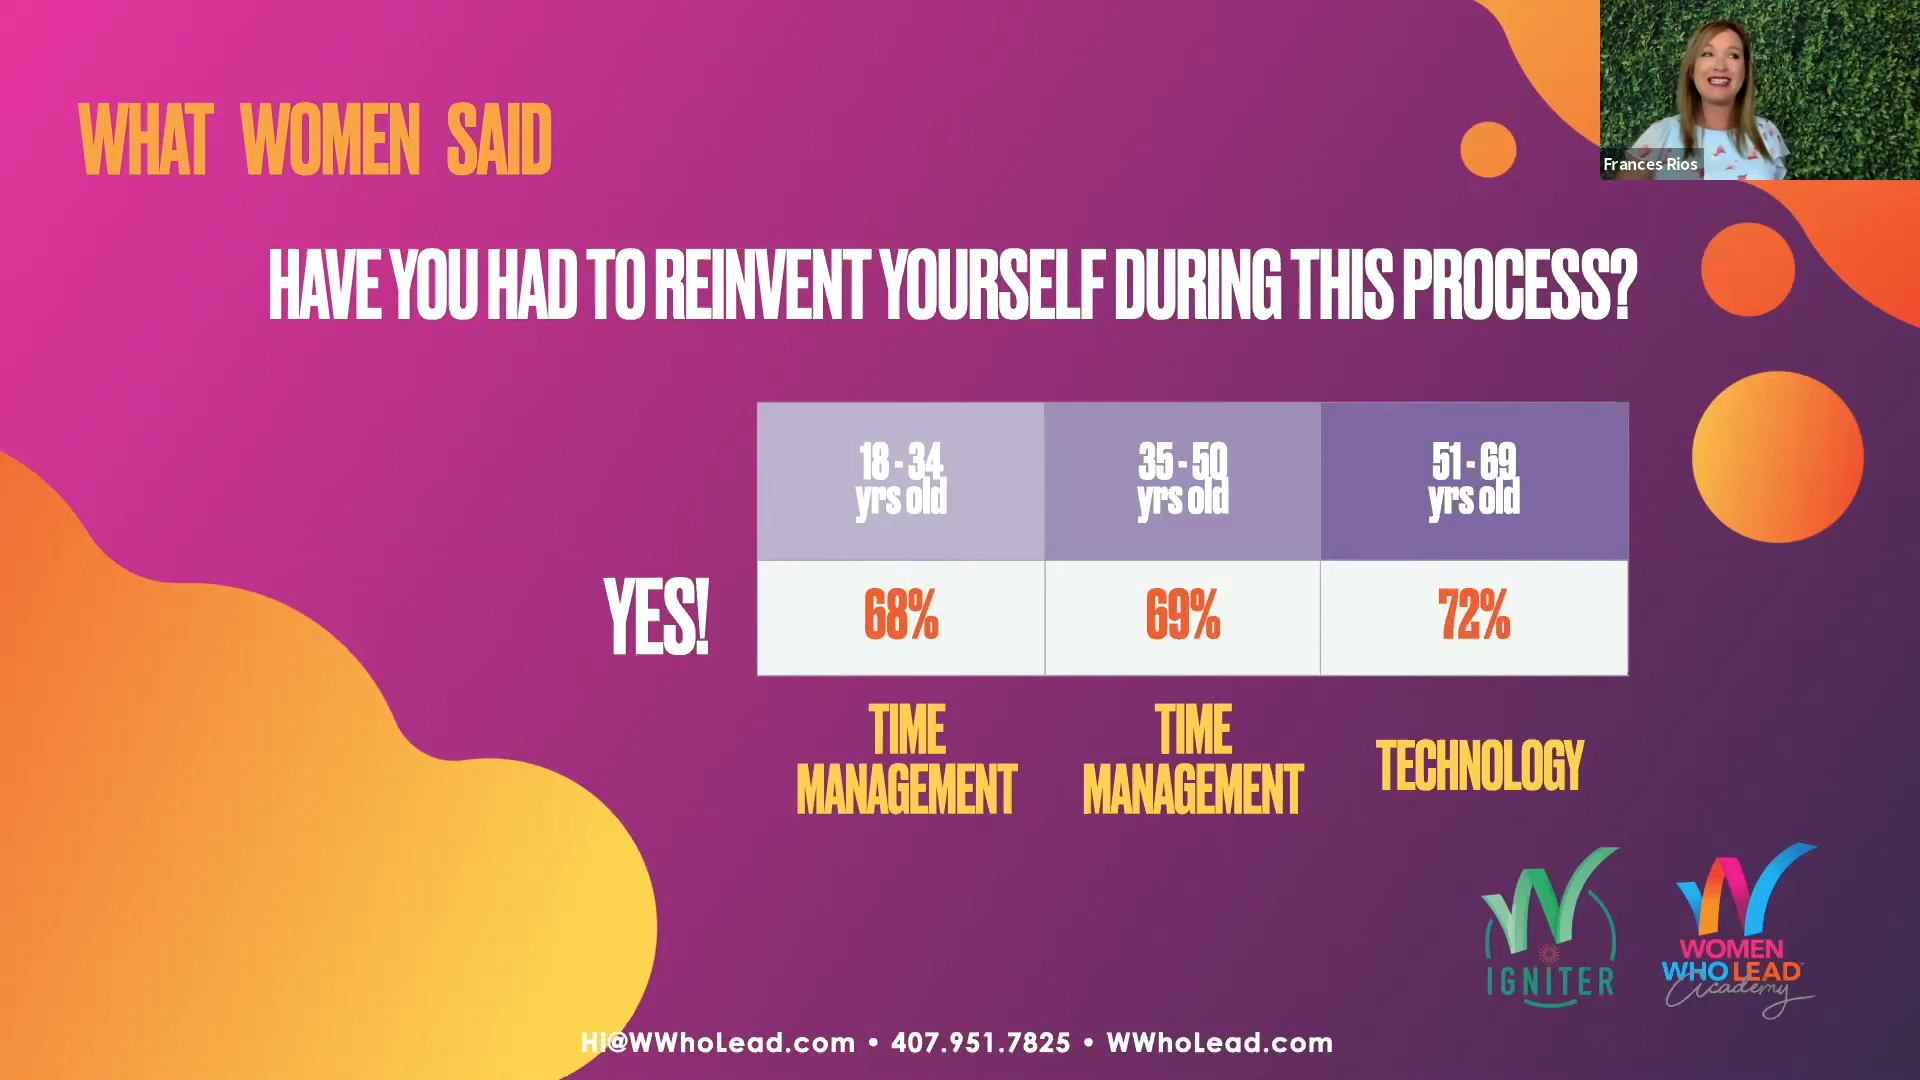 WHAT WOMEN SAID
Frances Rios
HAVE YOU HAD TO REINVENT YOURSELF DURING THIS PROCESS?
18 - 34
yrs old
35 - 50
yrs old
51 - 69
yrs old
YES!
68%
69%
72%
TIME
MANAGEMENT
TIME
MANAGEMENT
TECHNOLOGY
IGNITER
WOMEN
WHO LEAD
Academy
Hi@WWhoLead.com • 407.951.7825 • WWhoLead.com